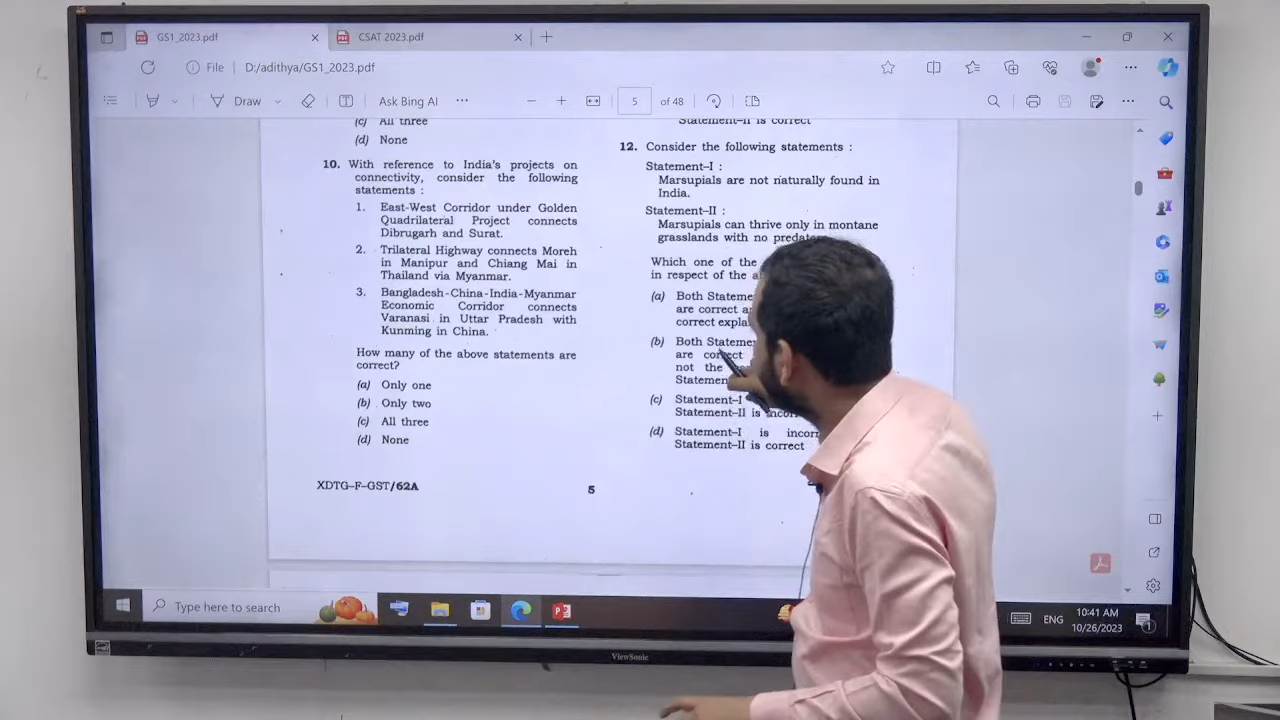 GS1_2023.pdf
CSAT 2023.pdf
File
D:/adithya/GS1_2023.pdf
Draw
Ask Bing AI
5 of 48
(c) All three
(d) None
10. With reference to India's projects on
connectivity, consider the following
statements :
1. East-West Corridor under Golden
Quadrilateral Project connects
Dibrugarh and Surat.
2. Trilateral Highway connects Moreh
in Manipur and Chiang Mai in
Thailand via Myanmar.
3. Bangladesh-China-India-Myanmar
Economic Corridor connects
Varanasi in Uttar Pradesh with
Kunming in China.
How many of the above statements are
correct?
(a) Only one
(b) Only two
(c) All three
(d) None
XDTG-F-GST/62A
5
Statement-II is correct
12. Consider the following statements :
Statement-I :
Marsupials are not naturally found in
India.
Statement-II :
Marsupials can thrive only in montane
grasslands with no
Which one of the
in respect of the
(a) Both
are correct
correct
(b) Both
are correct
not the
(c) Statement-I
Statement-II is
(d) Statement-I is
Statement-II is correct
Type here to search
ENG
10:41 AM
10/26/2023
1
ViewSonic